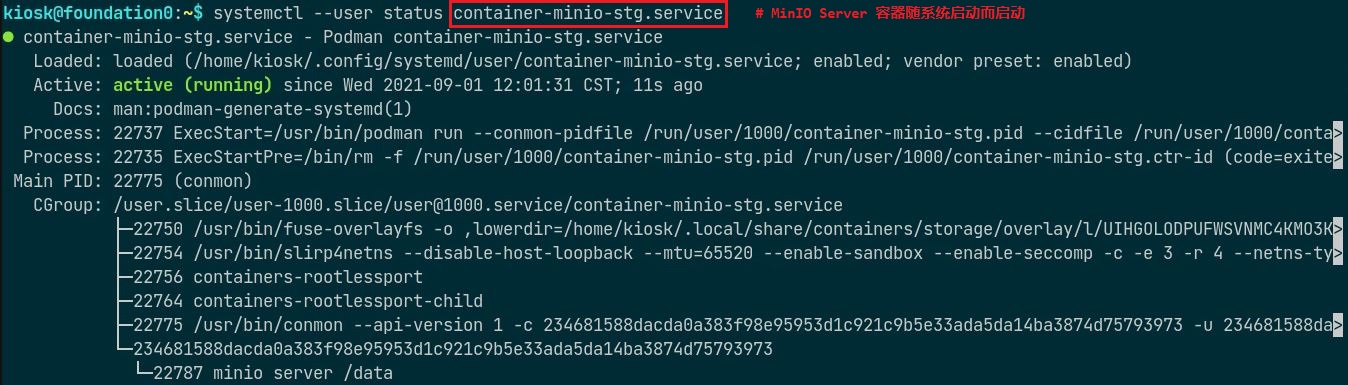 kiosk@foundation0:~$ systemctl --user status container-minio-stg.service # MinIO Server 容器随系统启动而启动
● container-minio-stg.service - Podman container-minio-stg.service
Loaded: loaded (/home/kiosk/.config/systemd/user/container-minio-stg.service; enabled; vendor preset: enabled)
Active: active (running) since Wed 2021-09-01 12:01:31 CST; 11s ago
Docs: man:podman-generate-systemd(1)
Process: 22737 ExecStart=/usr/bin/podman run --conmon-pidfile /run/user/1000/container-minio-stg.pid --cidfile /run/user/1000/conta>
Process: 22735 ExecStartPre=/bin/rm -f /run/user/1000/container-minio-stg.pid /run/user/1000/container-minio-stg.ctr-id (code=exite>
Main PID: 22775 (conmon)
CGroup: /user.slice/user-1000.slice/user@1000.service/container-minio-stg.service
├─22750 /usr/bin/fuse-overlayfs -o ,lowerdir=/home/kiosk/.local/share/containers/storage/overlay/l/UIHGOLODPUFWSVNMC4KMO3K>
├─22754 /usr/bin/slirp4netns --disable-host-loopback --mtu=65520 --enable-sandbox --enable-seccomp -c -e 3 -r 4 --netns-ty>
├─22756 containers-rootlessport
├─22764 containers-rootlessport-child
├─22775 /usr/bin/conmon --api-version 1 -c 234681588dacda0a383f98e95953d1c921c9b5e33ada5da14ba3874d75793973 -u 234681588da>
└─234681588dacda0a383f98e95953d1c921c9b5e33ada5da14ba3874d75793973
└─22787 minio server /data